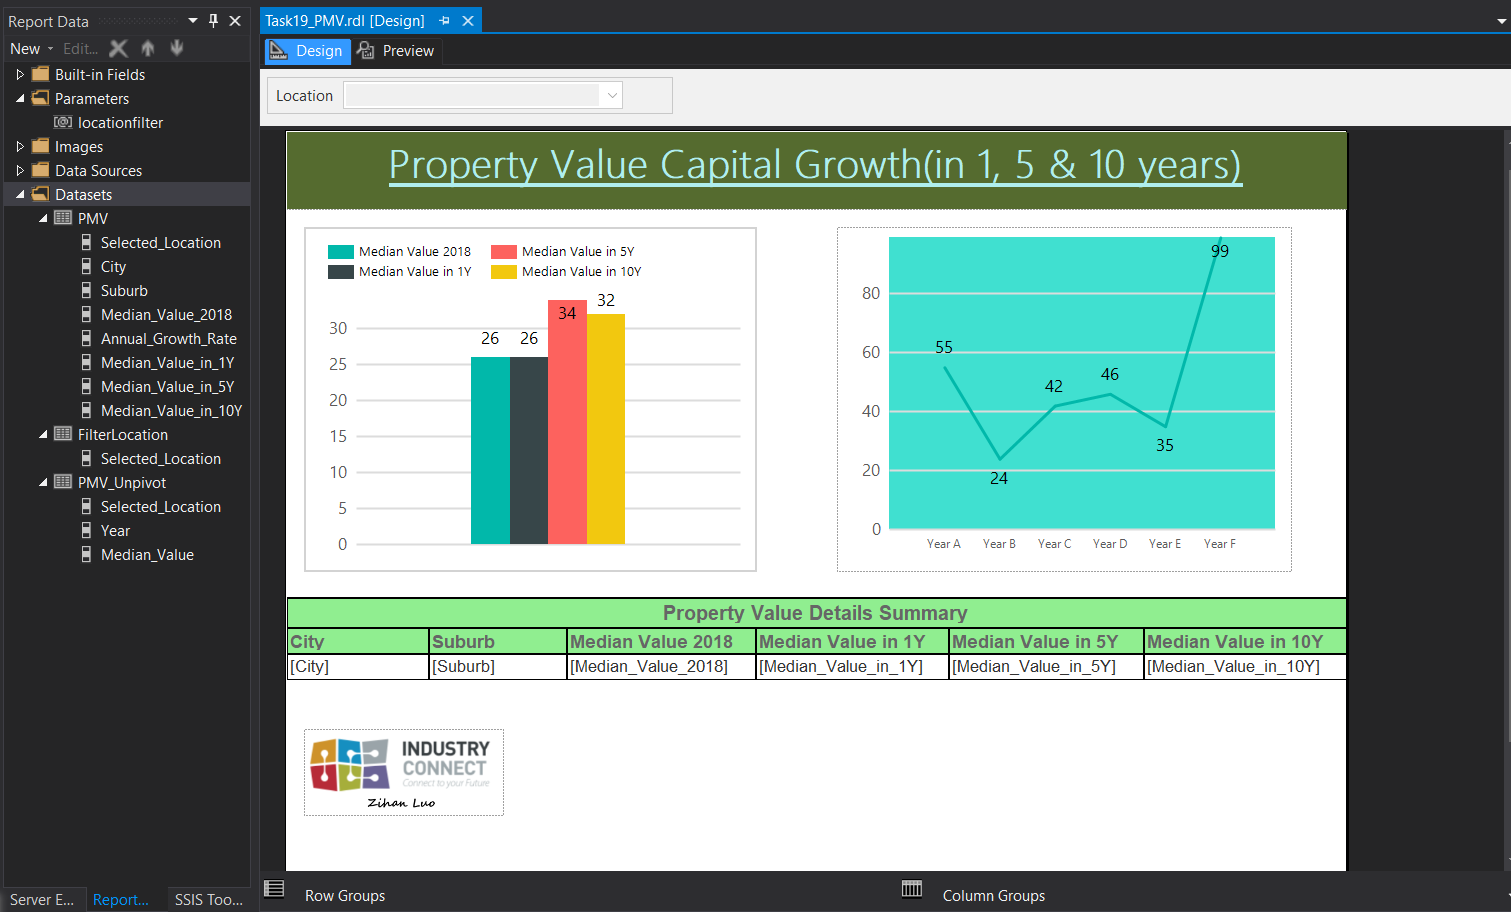 Report Data
New Edit...
Built-in Fields
Parameters
locationfilter
Images
Data Sources
Datasets
PMV
Selected_Location
City
Suburb
Median_Value_2018
Annual_Growth_Rate
Median_Value_in_1Y
Median_Value_in_5Y
Median_Value_in_10Y
FilterLocation
Selected_Location
PMV_Unpivot
Selected_Location
Year
Median_Value
Server E... Report... SSIS Too...
Task19_PMV.rdl [Design]
Design Preview
Location
Property Value Capital Growth(in 1, 5 & 10 years)
Median Value 2018 Median Value in 5Y
Median Value in 1Y Median Value in 10Y
26 26 34 32
30
25
20
15
10
5
0
99
80
60
40
20
0
55 24 42 46 35
Year A Year B Year C Year D Year E Year F
Property Value Details Summary
City Suburb Median Value 2018 Median Value in 1Y Median Value in 5Y Median Value in 10Y
[City] [Suburb] [Median_Value_2018] [Median_Value_in_1Y] [Median_Value_in_5Y] [Median_Value_in_10Y]
INDUSTRY
CONNECT
Connect to your Future
Zihan Luo
Row Groups Column Groups